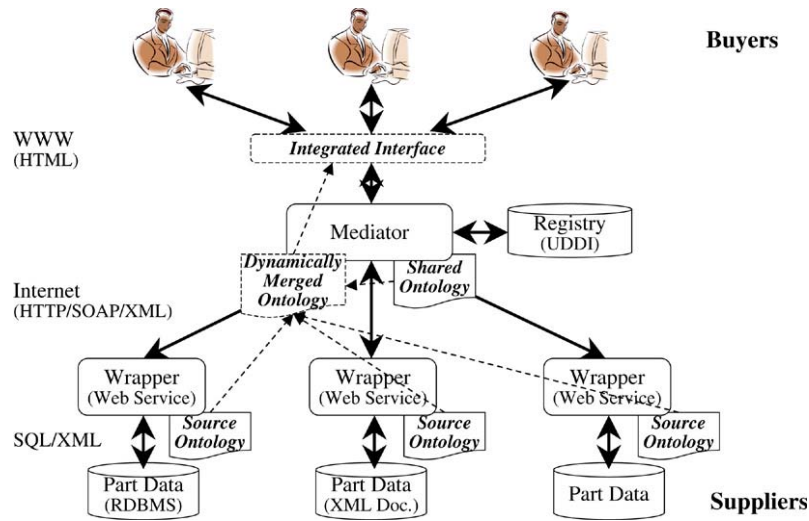 Buyers
WWW
(HTML)
Integrated Interface
Mediator
Registry
(UDDI)
Dynamically
Merged
Ontology
Shared
Ontology
Internet
(HTTP/SOAP/XML)
Wrapper
(Web Service)
Wrapper
(Web Service)
Wrapper
(Web Service)
Source
Ontology
Source
Ontology
Source
Ontology
SQL/XML
Part Data
(RDBMS)
Part Data
(XML Doc.)
Part Data
Suppliers